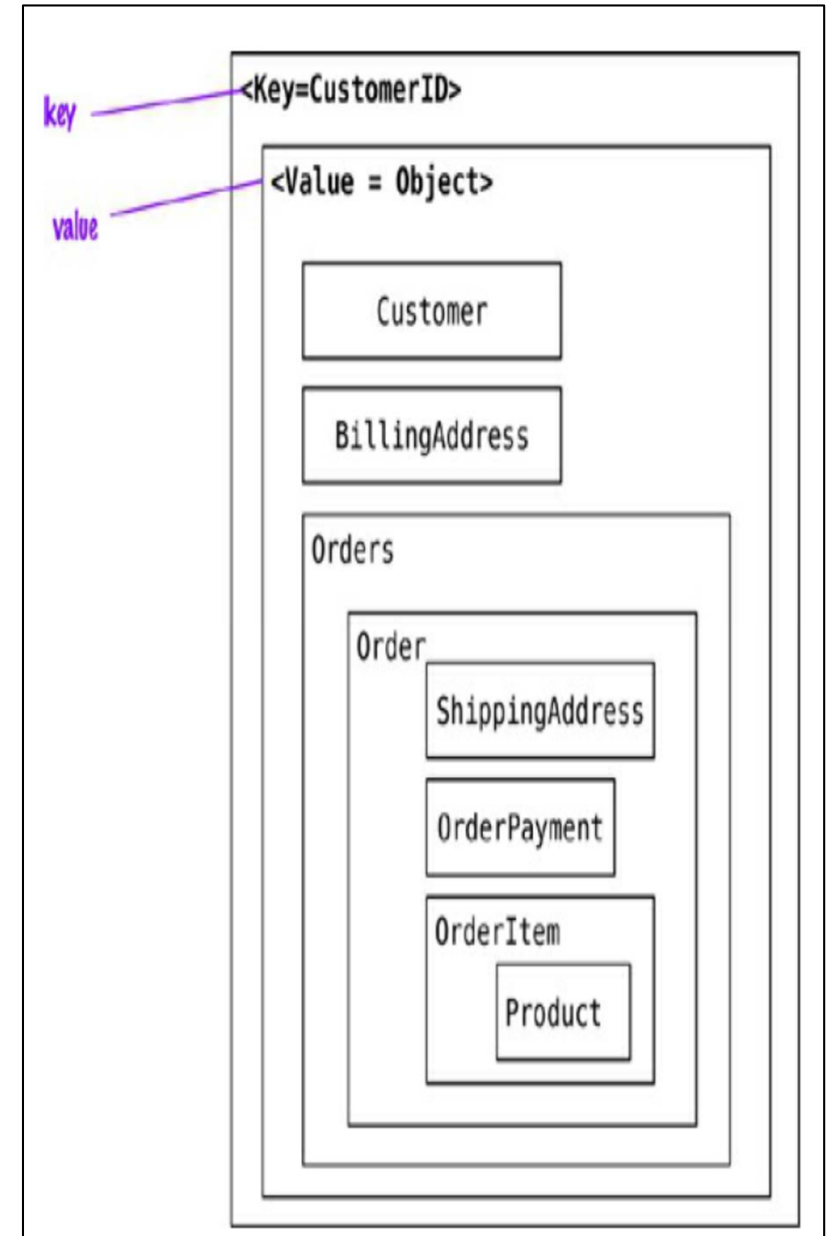 key
<Key=CustomerID>
value
<Value = Object>
Customer
BillingAddress
Orders
Order
ShippingAddress
OrderPayment
OrderItem
Product